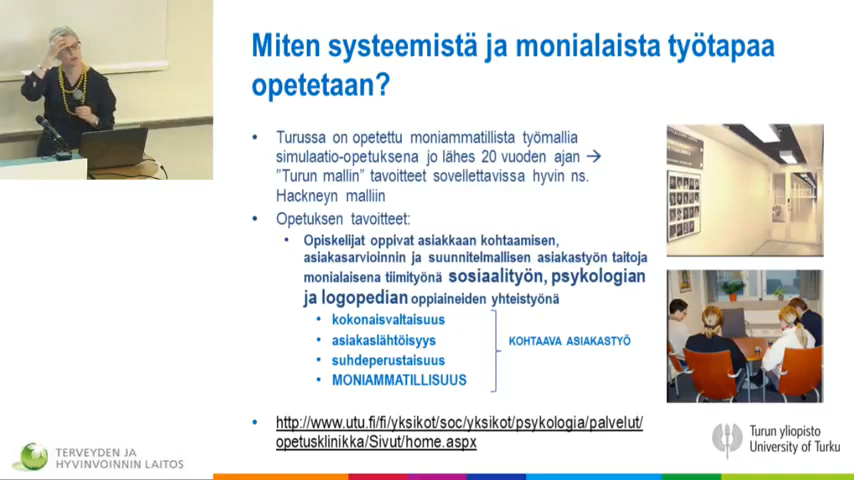 Miten systeemistä ja monialaista työtapaa
opetetaan?
• Turussa on opetettu moniammatillista työmallia
simulaatio-opetuksena jo lähes 20 vuoden ajan →
”Turun mallin” tavoitteet sovellettavissa hyvin ns.
Hackneyn malliin
• Opetuksen tavoitteet:
• Opiskelijat oppivat asiakkaan kohtaamisen,
asiakasarvioinnin ja suunnitelmallisen asiakastyön taitoja
monialaisena tiimityönä sosiaalityön, psykologian
ja logopedian oppiaineiden yhteistyönä
• kokonaisvaltaisuus
• asiakaslähtöisyys
KOHTAAVA ASIAKASTYÖ
• suhdeperustaisuus
• MONIAMMATILLISUUS
• http://www.utu.fi/fi/yksikot/soc/yksikot/psykologia/palvelut/
opetusklinikka/Sivut/home.aspx
TERVEYDEN JA
HYVINVOINNIN LAITOS
Turun yliopisto
University of Turku